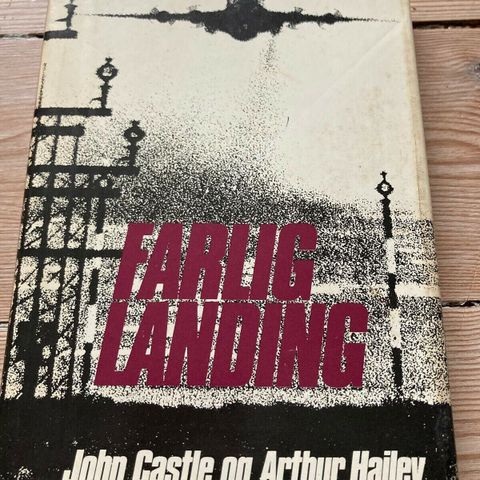 FARLIG
LANDING
John Castle og Arthur Hailey